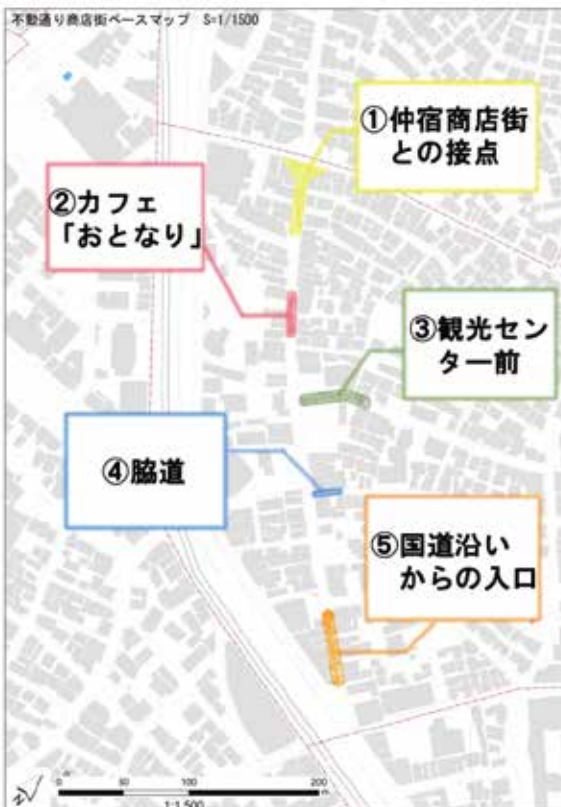 不動通り商店街ベースマップ S=1/1500
①仲宿商店街
との接点
②カフェ
「おとなり」
③観光セン
ター前
④脇道
⑤国道沿い
からの入口
0 50 100 200
1:1,500